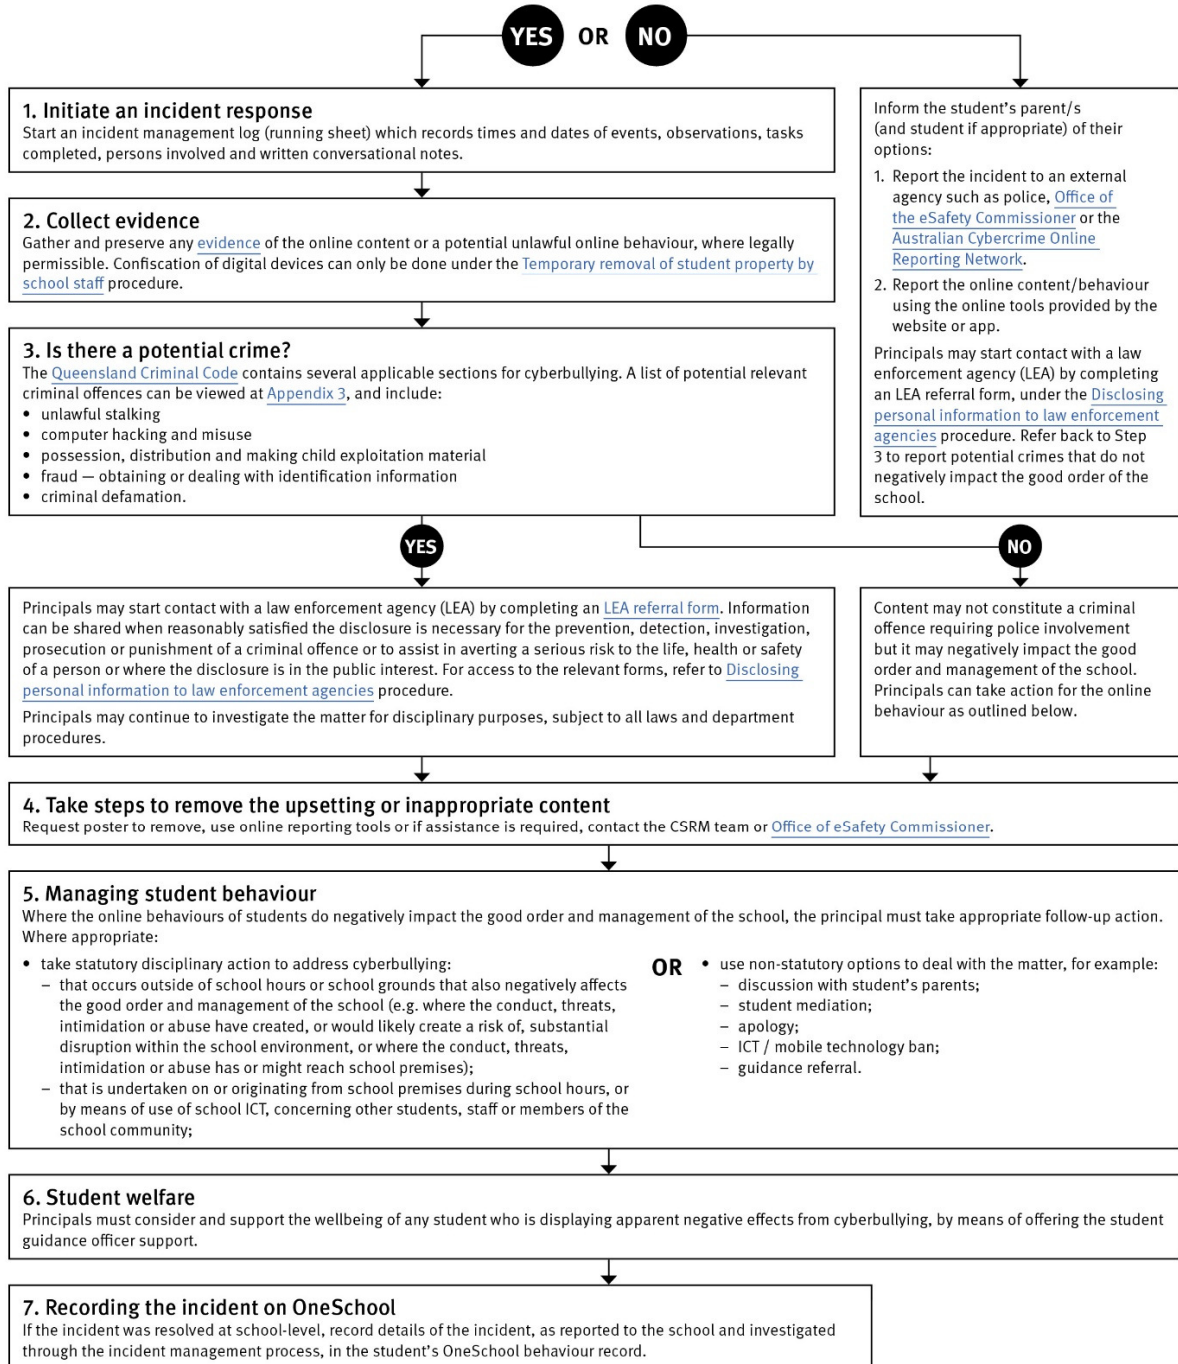 YES OR NO
1. Initiate an incident response
Start an incident management log (running sheet) which records times and dates of events, observations, tasks
completed, persons involved and written conversational notes.
2. Collect evidence
Gather and preserve any evidence of the online content or a potential unlawful online behaviour, where legally
permissible. Confiscation of digital devices can only be done under the Temporary removal of student property by
school staff procedure.
3. Is there a potential crime?
The Queensland Criminal Code contains several applicable sections for cyberbullying. A list of potential relevant
criminal offences can be viewed at Appendix 3, and include:
• unlawful stalking
• computer hacking and misuse
• possession, distribution and making child exploitation material
• fraud — obtaining or dealing with identification information
• criminal defamation.
Inform the student's parent/s
(and student if appropriate) of their
options:
1. Report the incident to an external
agency such as police, Office of
the eSafety Commissioner or the
Australian Cybercrime Online
Reporting Network.
2. Report the online content/behaviour
using the online tools provided by the
website or app.
Principals may start contact with a law
enforcement agency (LEA) by completing
an LEA referral form, under the Disclosing
personal information to law enforcement
agencies procedure. Refer back to Step
3 to report potential crimes that do not
negatively impact the good order of the
school.
YES
NO
Principals may start contact with a law enforcement agency (LEA) by completing an LEA referral form. Information
can be shared when reasonably satisfied the disclosure is necessary for the prevention, detection, investigation,
prosecution or punishment of a criminal offence or to assist in averting a serious risk to the life, health or safety
of a person or where the disclosure is in the public interest. For access to the relevant forms, refer to Disclosing
personal information to law enforcement agencies procedure.
Principals may continue to investigate the matter for disciplinary purposes, subject to all laws and department
procedures.
Content may not constitute a criminal
offence requiring police involvement
but it may negatively impact the good
order and management of the school.
Principals can take action for the online
behaviour as outlined below.
4. Take steps to remove the upsetting or inappropriate content
Request poster to remove, use online reporting tools or if assistance is required, contact the CSRM team or Office of eSafety Commissioner.
5. Managing student behaviour
Where the online behaviours of students do negatively impact the good order and management of the school, the principal must take appropriate follow-up action.
Where appropriate:
• take statutory disciplinary action to address cyberbullying:
– that occurs outside of school hours or school grounds that also negatively affects
the good order and management of the school (e.g. where the conduct, threats,
intimidation or abuse have created, or would likely create a risk of, substantial
disruption within the school environment, or where the conduct, threats,
intimidation or abuse has or might reach school premises);
– that is undertaken on or originating from school premises during school hours, or
by means of use of school ICT, concerning other students, staff or members of the
school community;
OR
• use non-statutory options to deal with the matter, for example:
– discussion with student's parents;
– student mediation;
– apology;
– ICT / mobile technology ban;
– guidance referral.
6. Student welfare
Principals must consider and support the wellbeing of any student who is displaying apparent negative effects from cyberbullying, by means of offering the student
guidance officer support.
7. Recording the incident on OneSchool
If the incident was resolved at school-level, record details of the incident, as reported to the school and investigated
through the incident management process, in the student's OneSchool behaviour record.